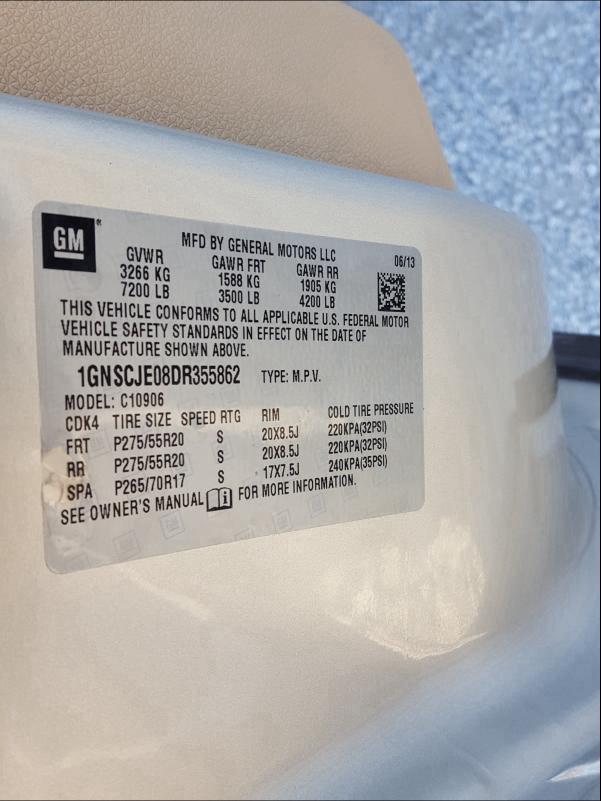 GM
MFD BY GENERAL MOTORS LLC 06/13
GVWR GAWR FRT GAWR RR
3266 KG 1588 KG 1905 KG
7200 LB 3500 LB 4200 LB
THIS VEHICLE CONFORMS TO ALL APPLICABLE U.S. FEDERAL MOTOR
VEHICLE SAFETY STANDARDS IN EFFECT ON THE DATE OF
MANUFACTURE SHOWN ABOVE.
1GNSCJE08DR355862 TYPE: M.P.V.
MODEL: C10906
CDK4 TIRE SIZE SPEED RTG RIM COLD TIRE PRESSURE
FRT P275/55R20 S 20X8.5J 220KPA(32PSI)
RR P275/55R20 S 20X8.5J 220KPA(32PSI)
SPA P265/70R17 S 17X7.5J 240KPA(35PSI)
SEE OWNER'S MANUAL FOR MORE INFORMATION.